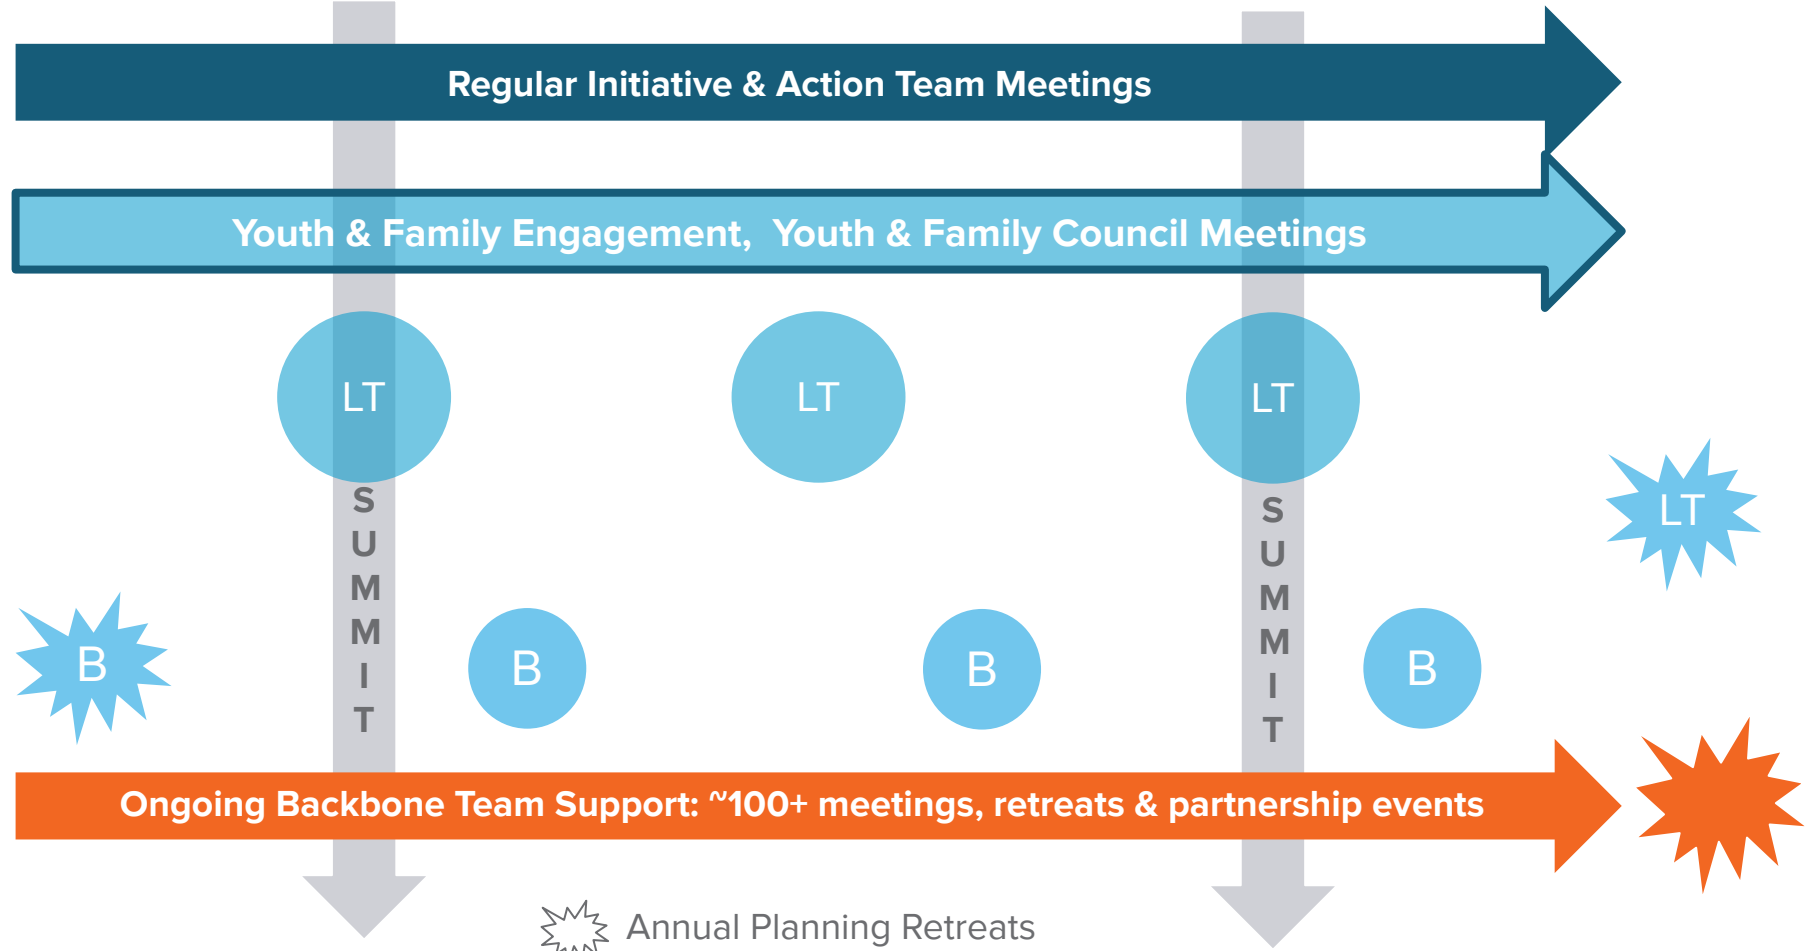 Regular Initiative & Action Team Meetings
Youth & Family Engagement, Youth & Family Council Meetings
LT
LT
LT
LT
SUMMIT
SUMMIT
B
B
B
B
Ongoing Backbone Team Support: ~100+ meetings, retreats & partnership events
Annual Planning Retreats